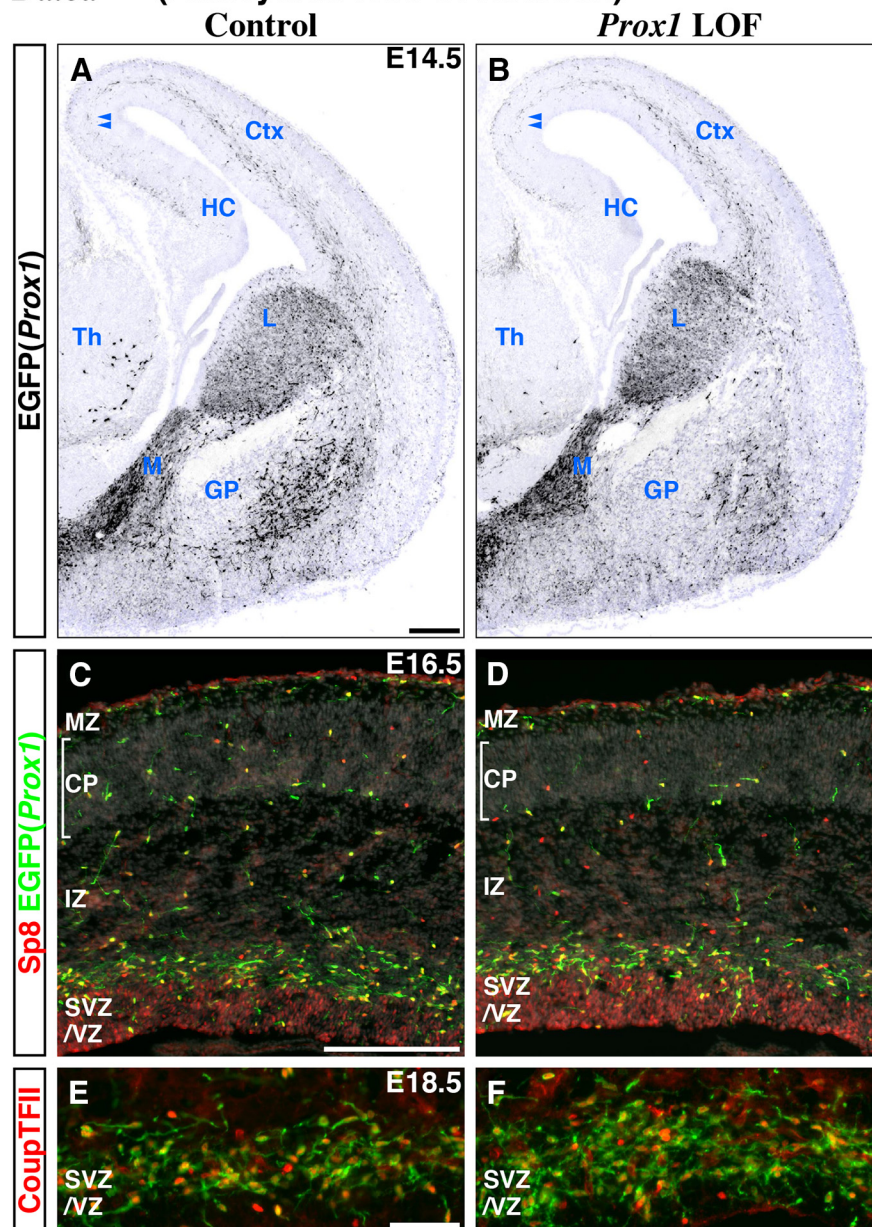 Control
Prox1 LOF
EGFP(Prox1)
A
E14.5
Ctx
HC
L
Th
M
GP
B
Ctx
HC
L
Th
M
GP
Sp8 EGFP(Prox1)
C
E16.5
MZ
CP
IZ
SVZ
/VZ
D
MZ
CP
IZ
SVZ
/VZ
CoupTFII
E
E18.5
SVZ
/VZ
F
SVZ
/VZ